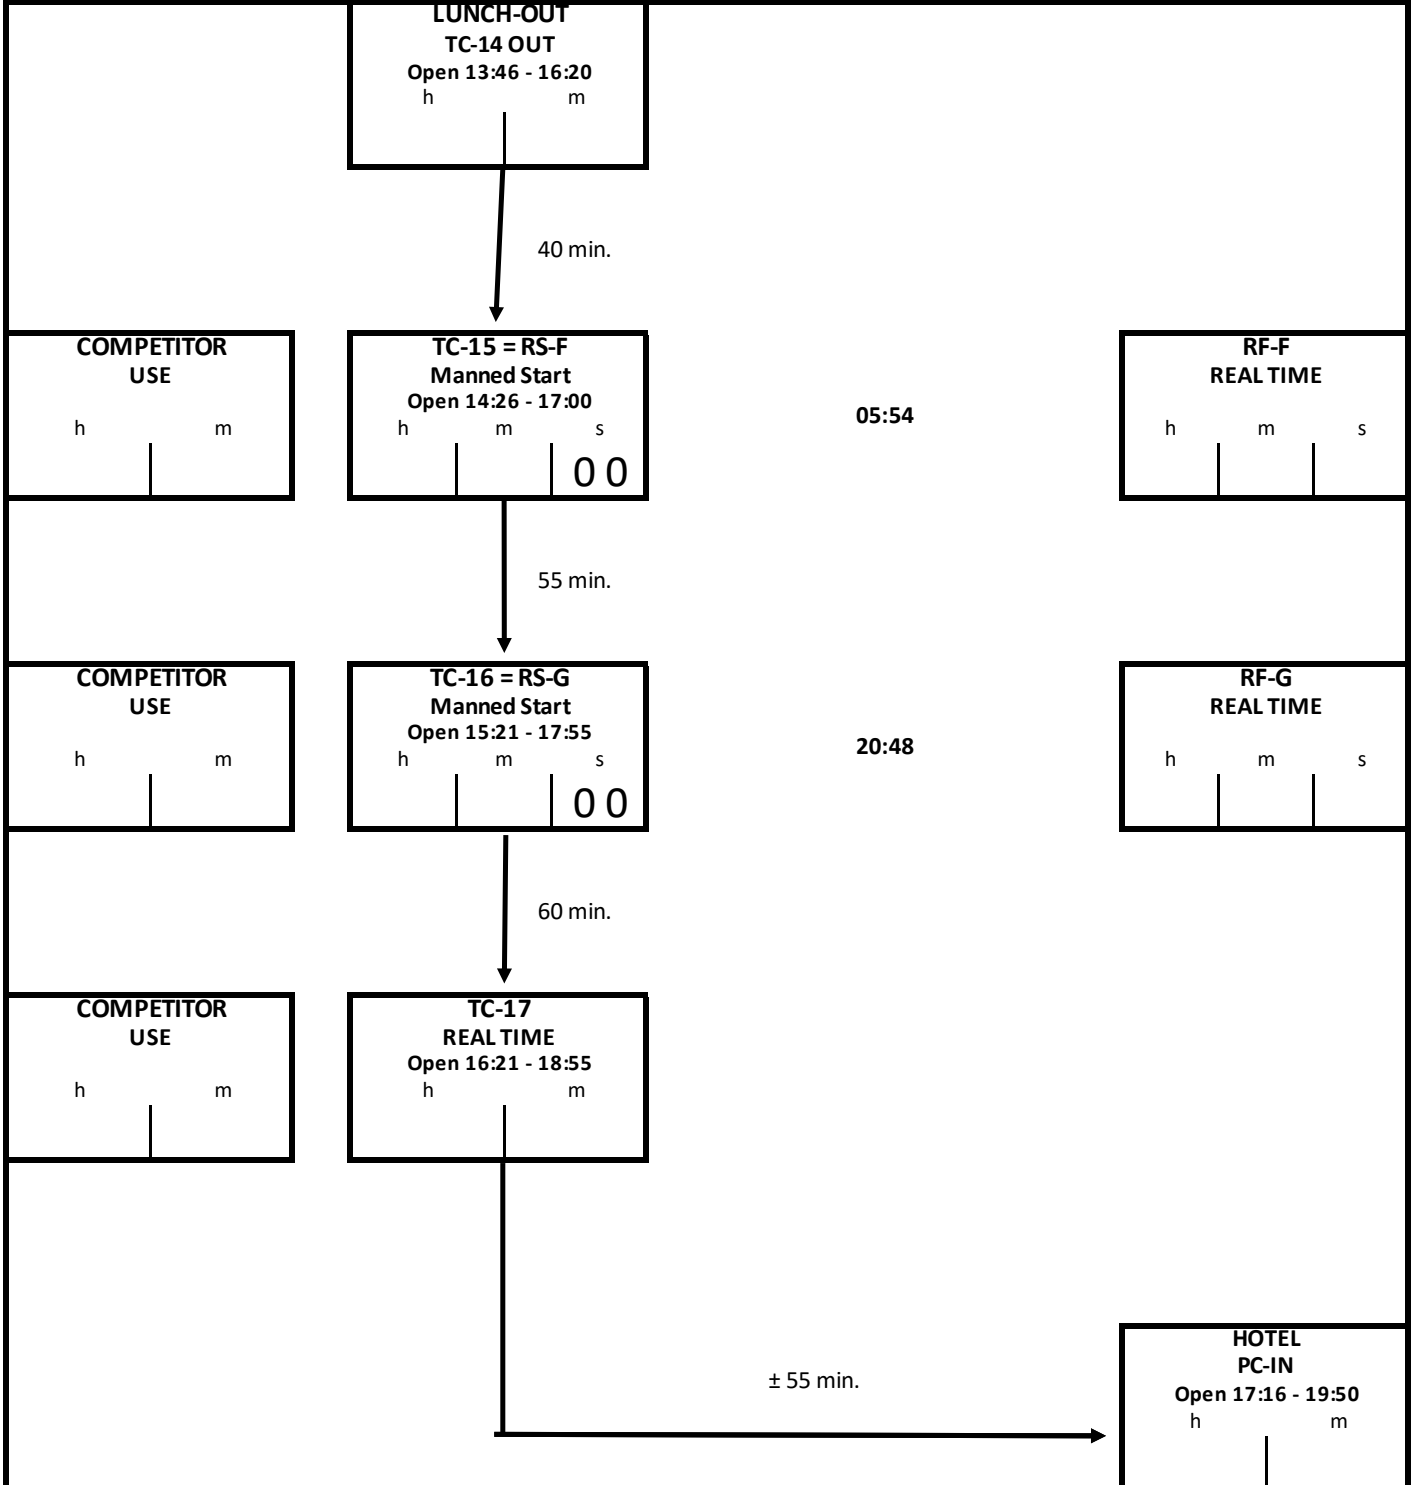 LUNCH-OUT
TC-14 OUT
Open 13:46 - 16:20
h m
40 min.
COMPETITOR
USE
h m
TC-15 = RS-F
Manned Start
Open 14:26 - 17:00
h m s
0 0
05:54
RF-F
REAL TIME
h m s
55 min.
COMPETITOR
USE
h m
TC-16 = RS-G
Manned Start
Open 15:21 - 17:55
h m s
0 0
20:48
RF-G
REAL TIME
h m s
60 min.
COMPETITOR
USE
h m
TC-17
REAL TIME
Open 16:21 - 18:55
h m
± 55 min.
HOTEL
PC-IN
Open 17:16 - 19:50
h m